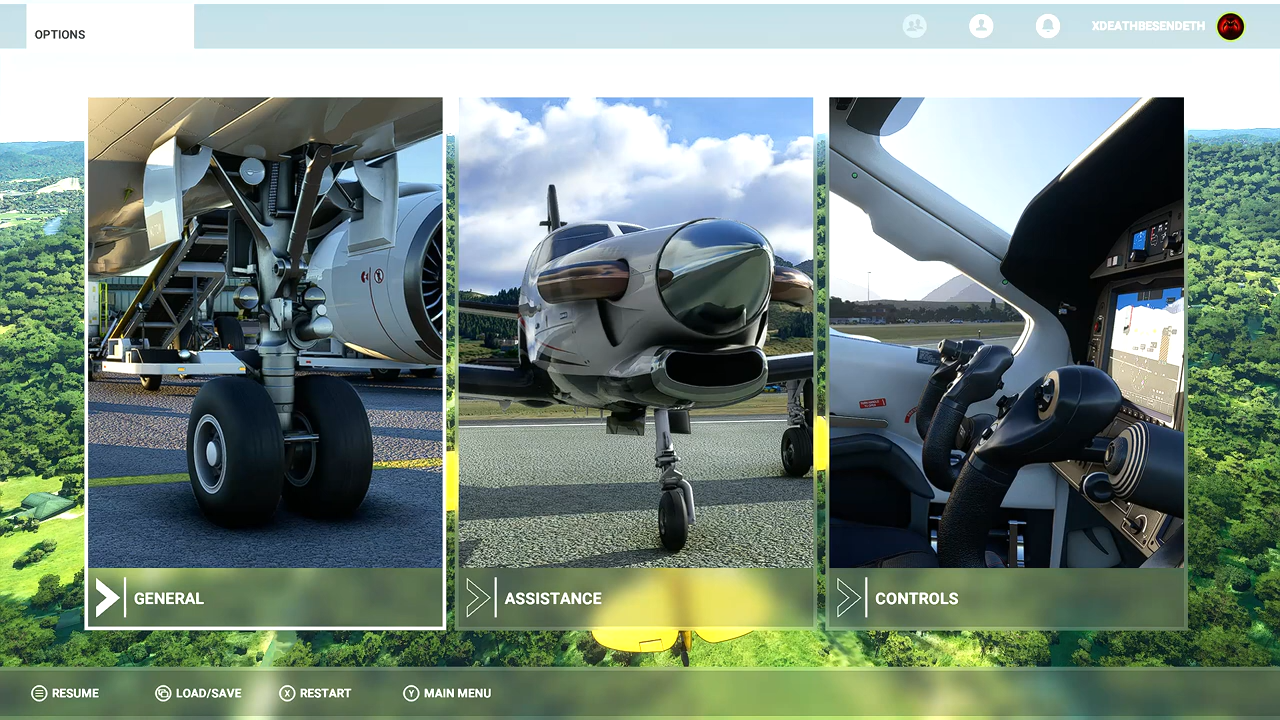 OPTIONS
XDEATHBESENDETH
GENERAL
ASSISTANCE
CONTROLS
RESUME
LOAD/SAVE
X RESTART
Y MAIN MENU